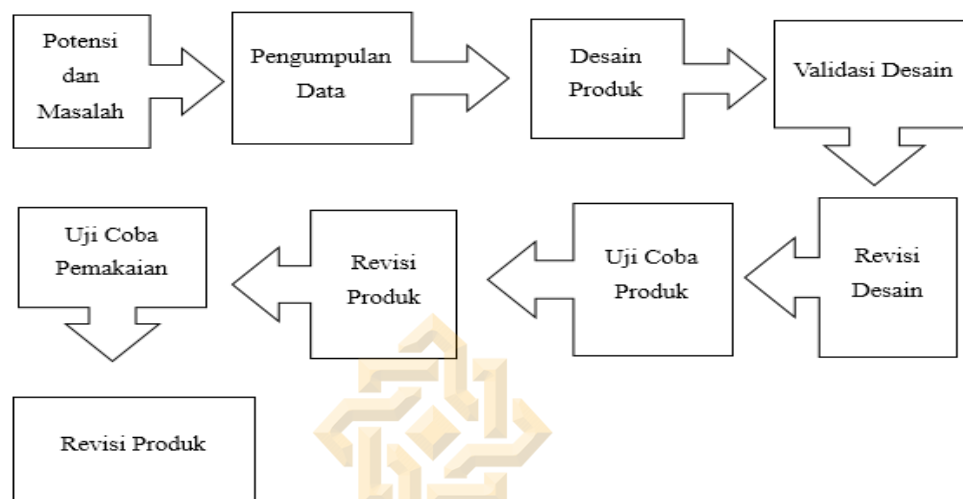 Potensi
dan
Masalah
Pengumpulan
Data
Desain
Produk
Validasi Desain
Revisi
Desain
Uji Coba
Produk
Revisi
Produk
Uji Coba
Pemakaian
Revisi Produk